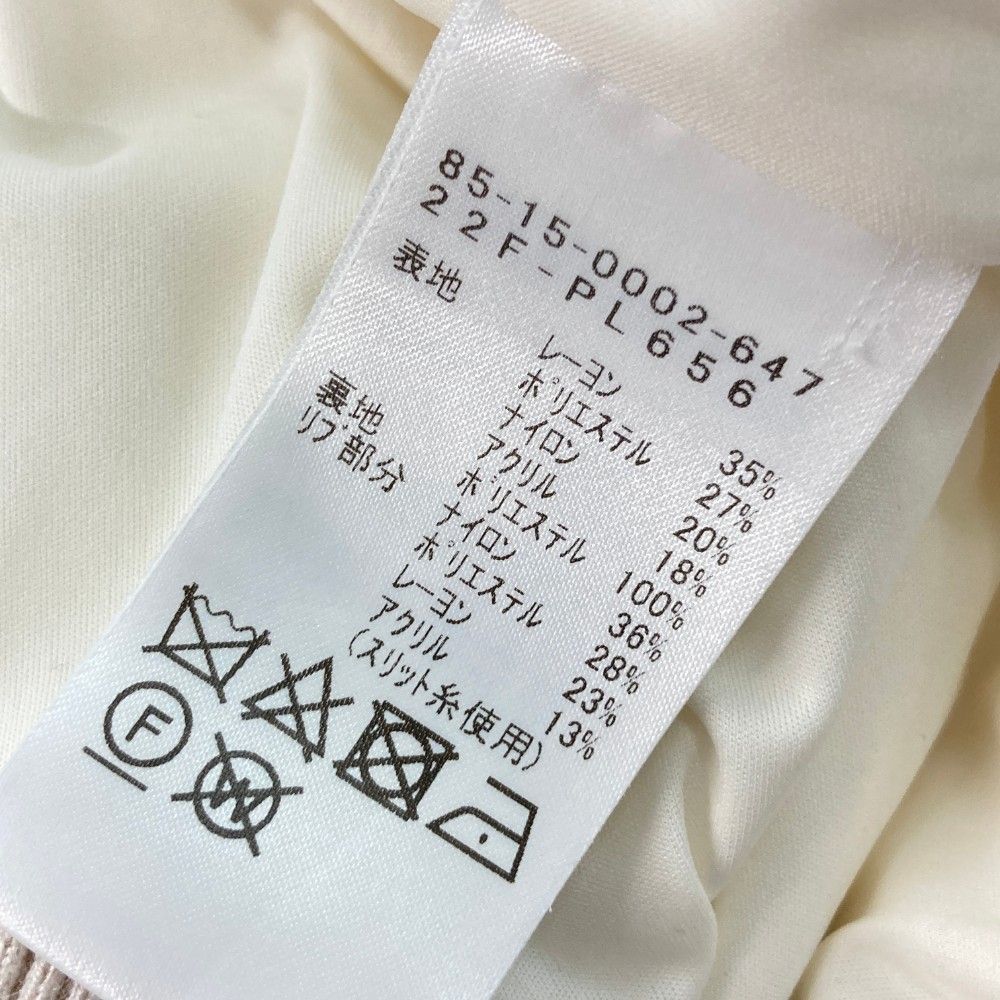 85-15-0002-647
22F-PL656
表地
レーヨン 35%
ポリエステル 27%
ナイロン 20%
アクリル 18%
裏地 ポリエステル 100%
リブ部分 ナイロン 36%
ポリエステル 28%
レーヨン 23%
アクリル 13%
(スリット糸使用)
F
W